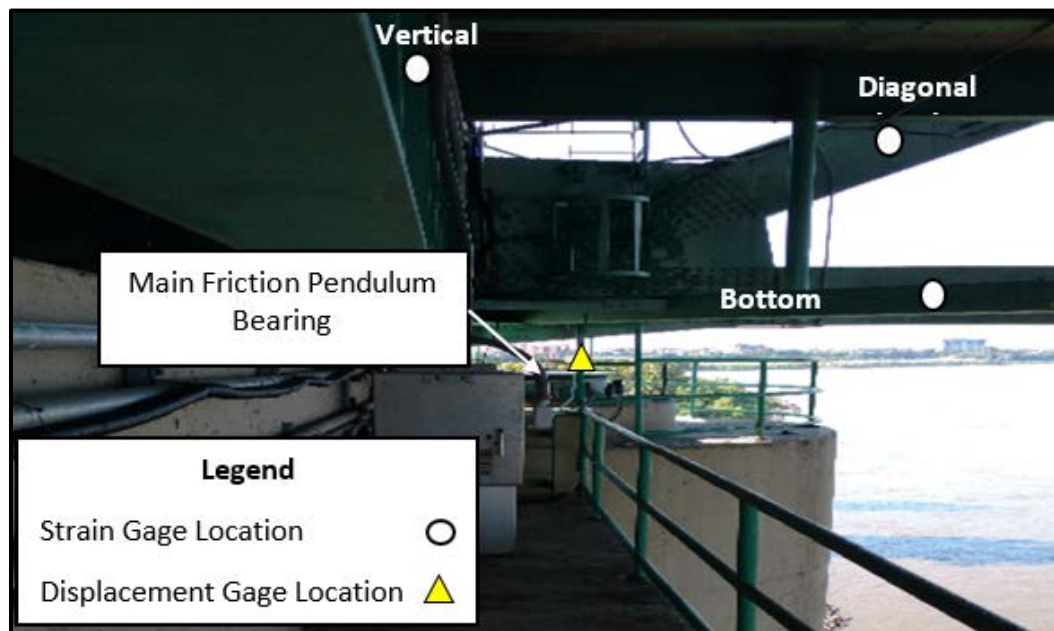 Vertical
Diagonal
Main Friction Pendulum
Bearing
Bottom
Legend
Strain Gage Location
Displacement Gage Location